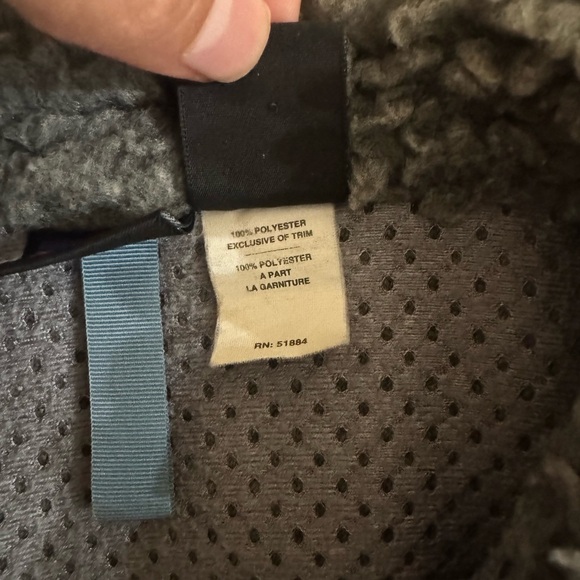 100% POLYESTER
EXCLUSIVE OF TRIM
100% POLYESTER
A PART
LA GARNITURE
RN: 51884